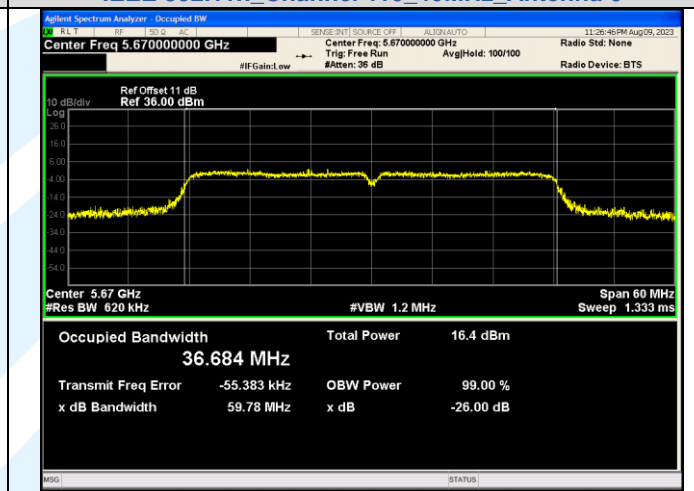 Agilent Spectrum Analyzer - Occupied BW
RLT RF 50 Ω AC SENSE:INT SOURCE OFF ALIGNAUTO 11:26:46PM Aug09, 2023
Center Freq 5.670000000 GHz Center Freq: 5.670000000 GHz Radio Std: None
Trig: Free Run Avg|Hold: 100/100
#IFGain:Low #Atten: 36 dB Radio Device: BTS
Ref Offset 11 dB
10 dB/div Ref 36.00 dBm
Log
26.0
16.0
6.00
-4.00
-14.0
-24.0
-34.0
-44.0
-54.0
Center 5.67 GHz Span 60 MHz
#Res BW 620 kHz #VBW 1.2 MHz Sweep 1.333 ms
Occupied Bandwidth Total Power 16.4 dBm
36.684 MHz
Transmit Freq Error -55.383 kHz OBW Power 99.00 %
x dB Bandwidth 59.78 MHz x dB -26.00 dB
MSG STATUS